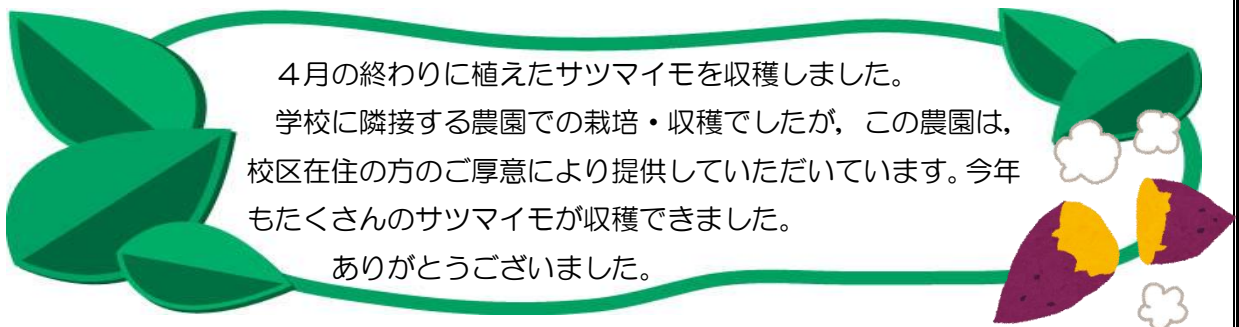 ４月の終わりに植えたサツマイモを収穫しました。
学校に隣接する農園での栽培・収穫でしたが，この農園は，
校区在住の方のご厚意により提供していただいています。今年
もたくさんのサツマイモが収穫できました。
ありがとうございました。